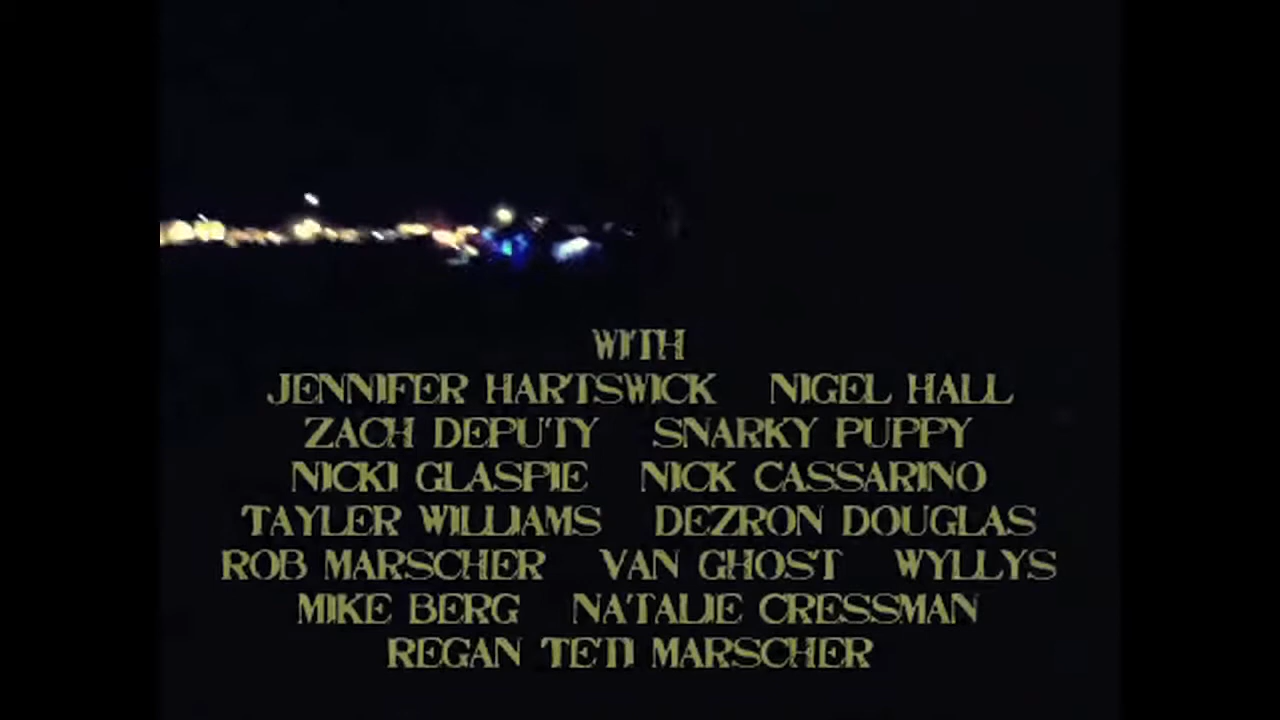 WITH
JENNIFER HARTSWICK NIGEL HALL
ZACH DEPUTY SNARKY PUPPY
NICKI GLASPIE NICK CASSARINO
TAYLER WILLIAMS DEZRON DOUGLAS
ROB MARSCHER VAN GHOST WYLLYS
MIKE BERG NATALIE CRESSMAN
REGAN TETI MARSCHER